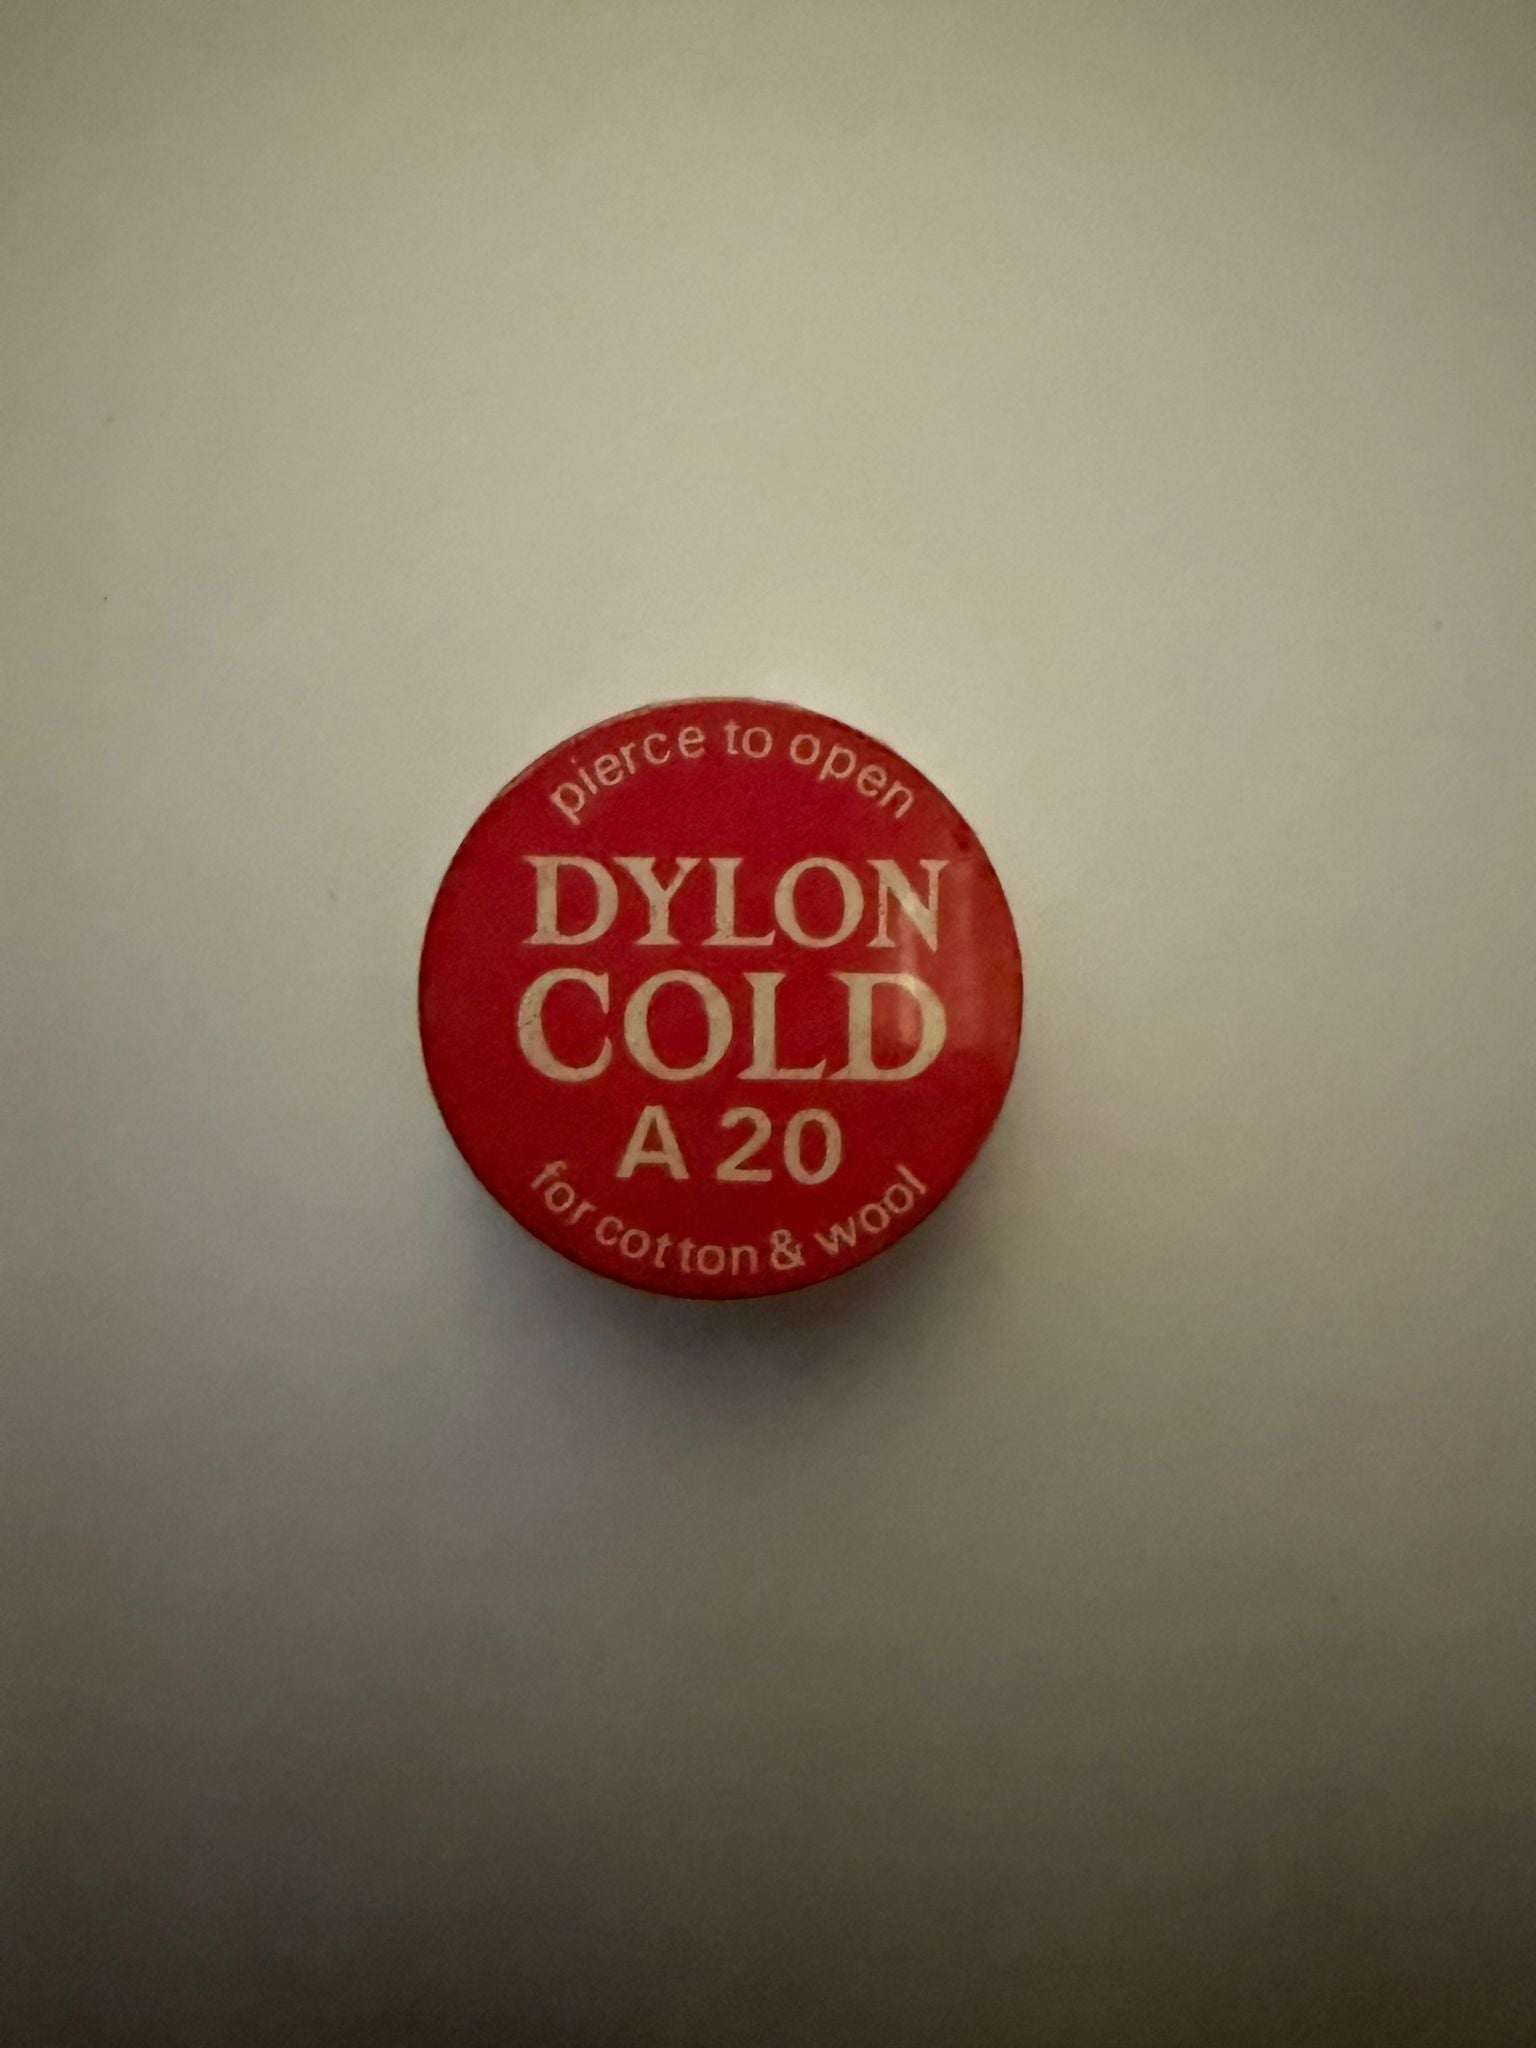 pierce to open
DYLON
COLD
A 20
for cotton & wool